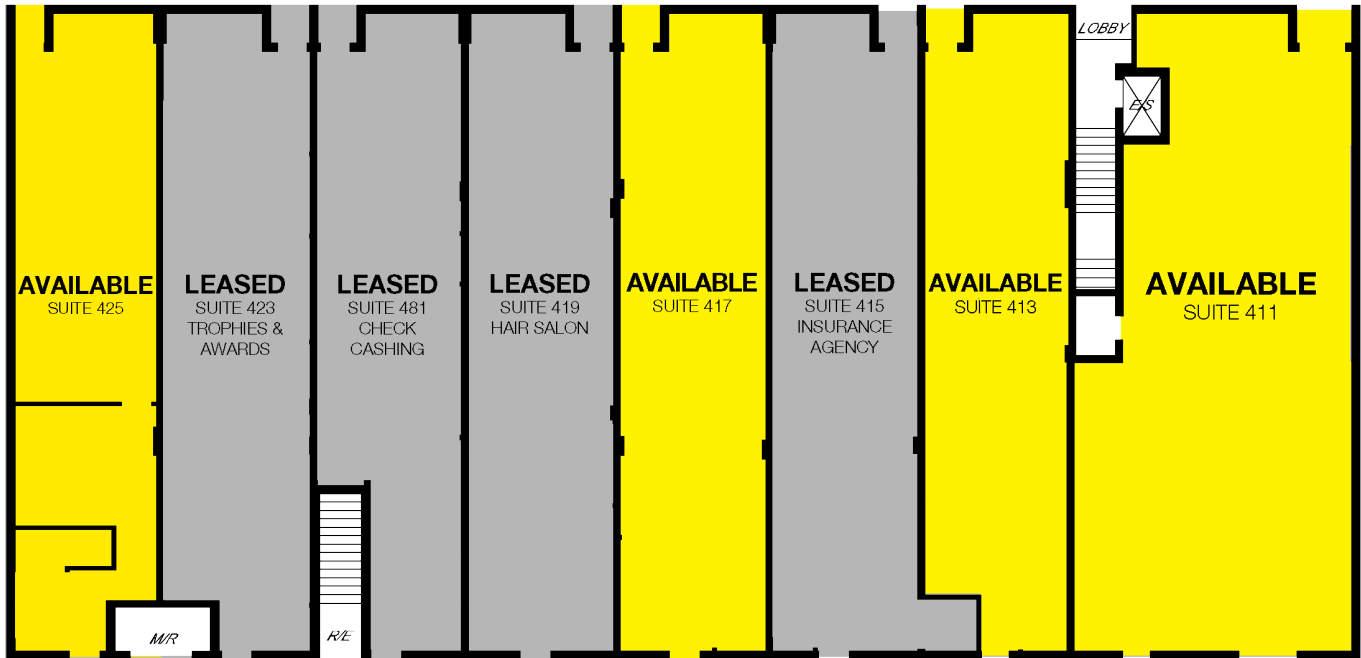 LOBBY
E/S
AVAILABLE
SUITE 425
LEASED
SUITE 423
TROPHIES &
AWARDS
LEASED
SUITE 481
CHECK
CASHING
LEASED
SUITE 419
HAIR SALON
AVAILABLE
SUITE 417
LEASED
SUITE 415
INSURANCE
AGENCY
AVAILABLE
SUITE 413
AVAILABLE
SUITE 411
M/R
R/E